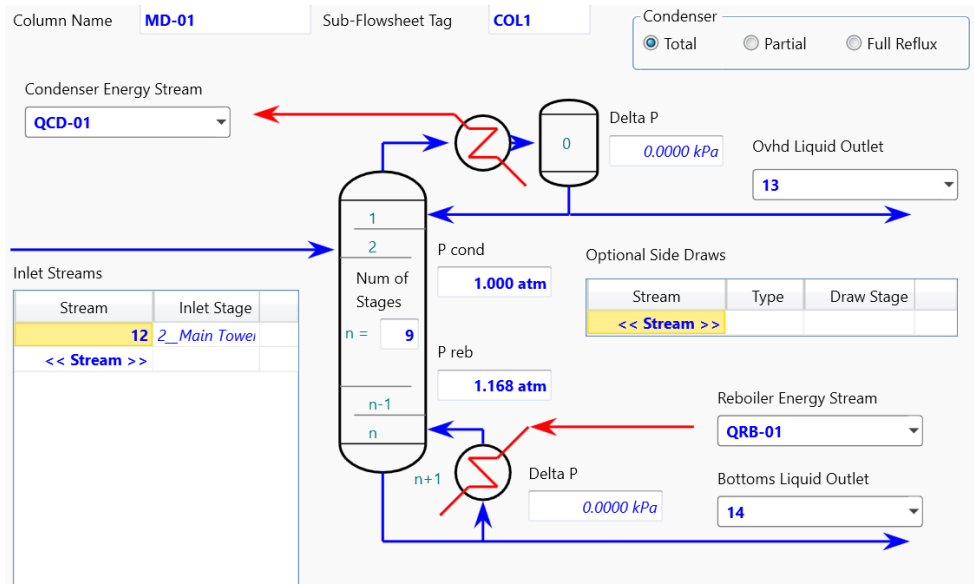 Column Name MD-01 Sub-Flowsheet Tag COL1
Condenser
Total Partial Full Reflux
Condenser Energy Stream
QCD-01
0
Delta P
0.0000 kPa
Ovhd Liquid Outlet
13
1
2
Num of
Stages
n = 9
n-1
n
n+1
P cond
1.000 atm
P reb
1.168 atm
Inlet Streams
Stream Inlet Stage
12 2__Main Tower
<< Stream >>
Optional Side Draws
Stream Type Draw Stage
<< Stream >>
Delta P
0.0000 kPa
Reboiler Energy Stream
QRB-01
Bottoms Liquid Outlet
14